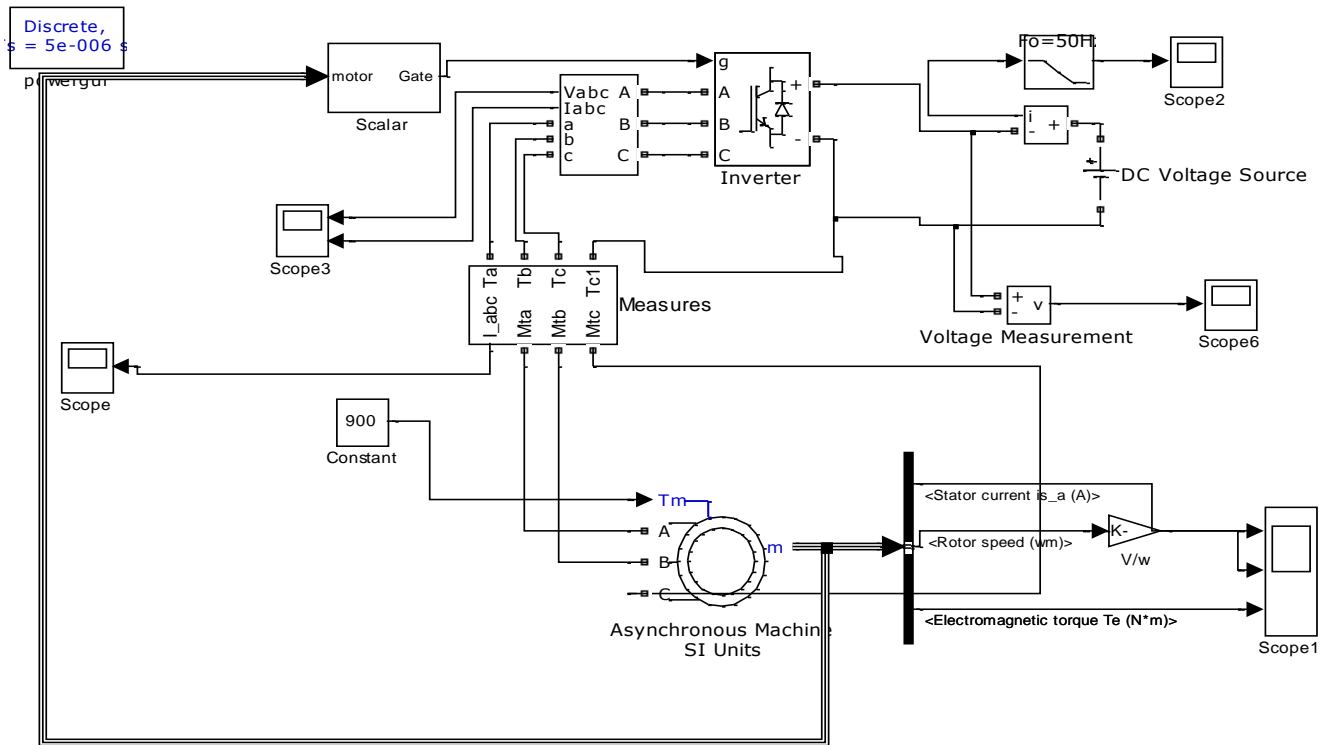 Discrete,
s = 5e-006 s
powergui
motor
Gate
Scalar
Vabc
Iabc
a
b
c
A
B
C
g
A
B
C
+
-
Inverter
Fo=50H
Scope2
i
-
+
+
DC Voltage Source
Scope3
Ta
Tb
Tc
Tc1
I_abc
Mta
Mtb
Mtc
Measures
+
-
v
Voltage Measurement
Scope6
Scope
900
Constant
Tm
A
B
C
m
Asynchronous Machine
SI Units
<Stator current is_a (A)>
<Rotor speed (wm)>
<Electromagnetic torque Te (N*m)>
K-
V/w
Scope1